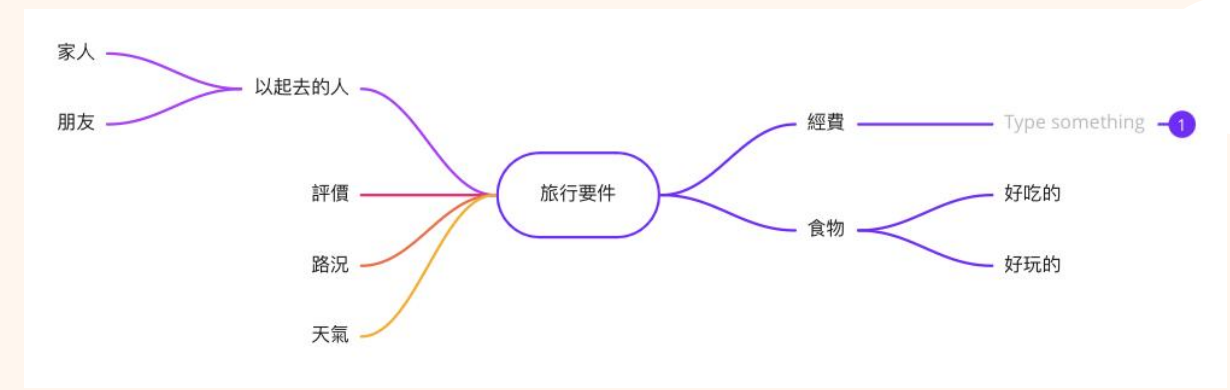 家人
朋友
以起去的人
評價
路況
天氣
旅行要件
經費
Type something
1
食物
好吃的
好玩的